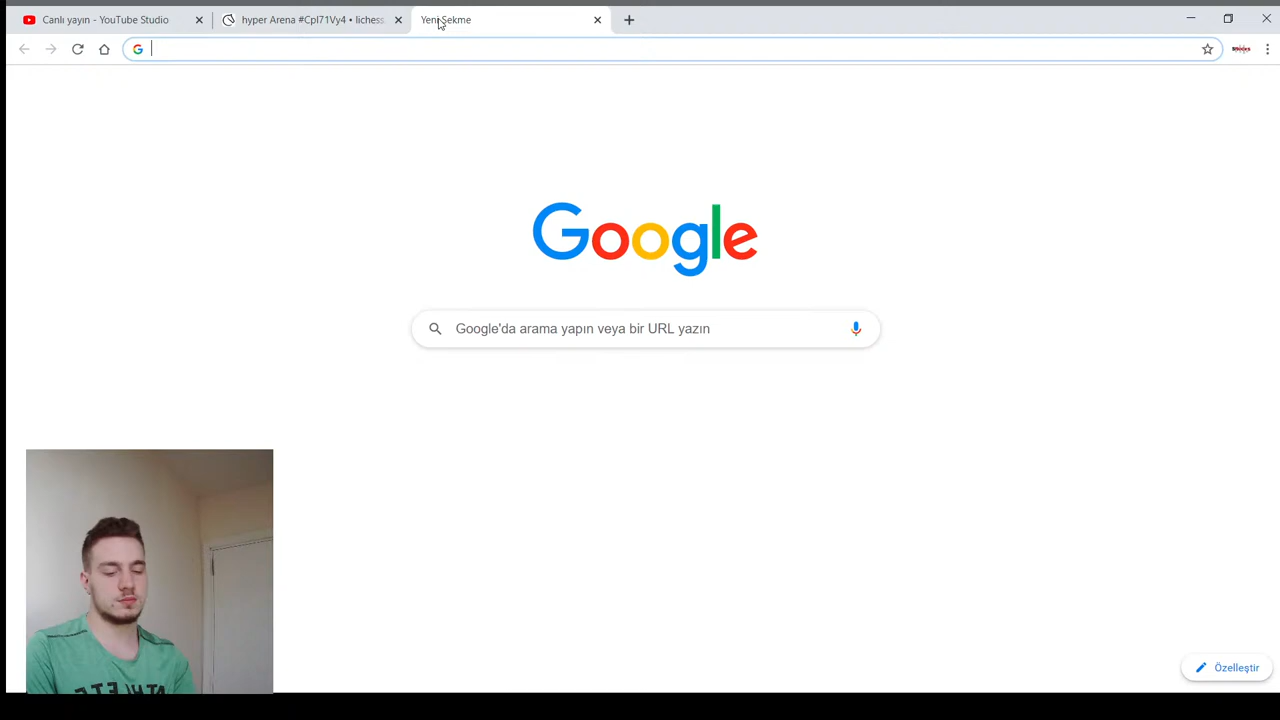 Canlı yayın - YouTube Studio
hyper Arena #Cpl71Vy4 • lichess.
Yeni Sekme
G
Google
Google'da arama yapın veya bir URL yazın
Özelleştir
ATHLETE